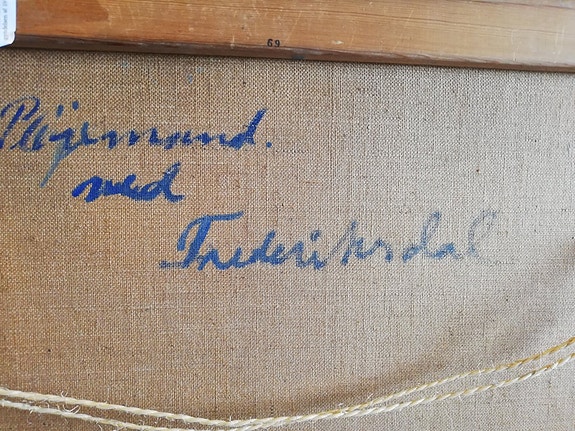 69
Pløjemand.
ved
Frederiksdal